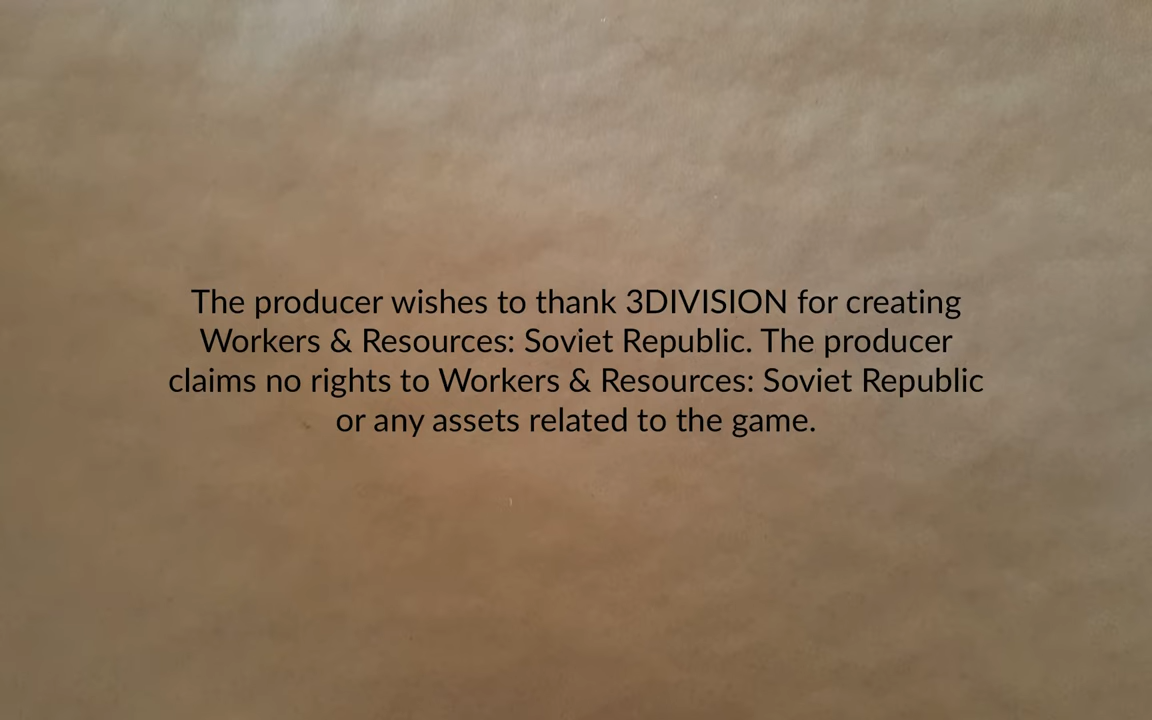 The producer wishes to thank 3DIVISION for creating
Workers & Resources: Soviet Republic. The producer
claims no rights to Workers & Resources: Soviet Republic
or any assets related to the game.